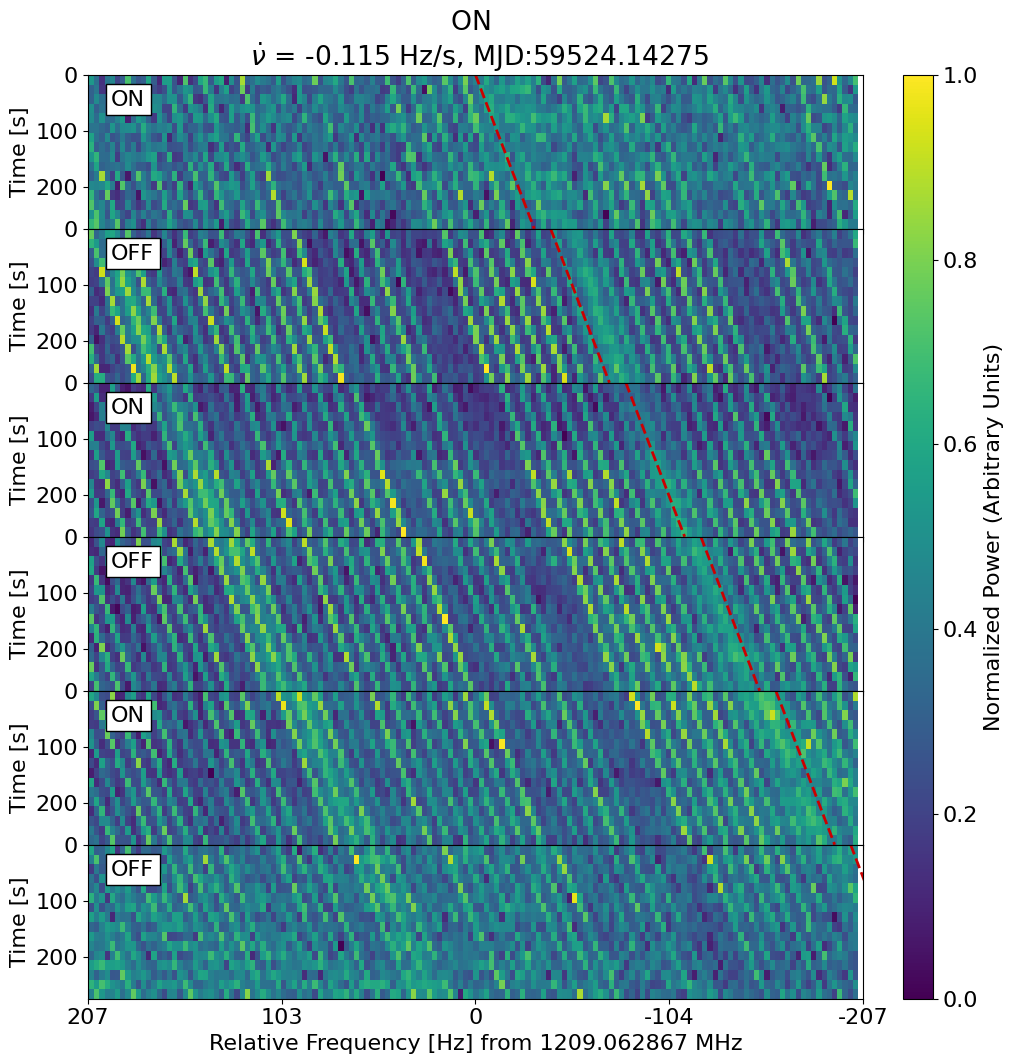 ON
ν̇ = -0.115 Hz/s, MJD:59524.14275
0
ON
100
Time [s]
200
0
OFF
100
Time [s]
200
0
ON
100
Time [s]
200
0
OFF
100
Time [s]
200
0
ON
100
Time [s]
200
0
OFF
100
Time [s]
200
207 103 0 -104 -207
Relative Frequency [Hz] from 1209.062867 MHz
1.0
0.8
0.6
0.4
0.2
0.0
Normalized Power (Arbitrary Units)